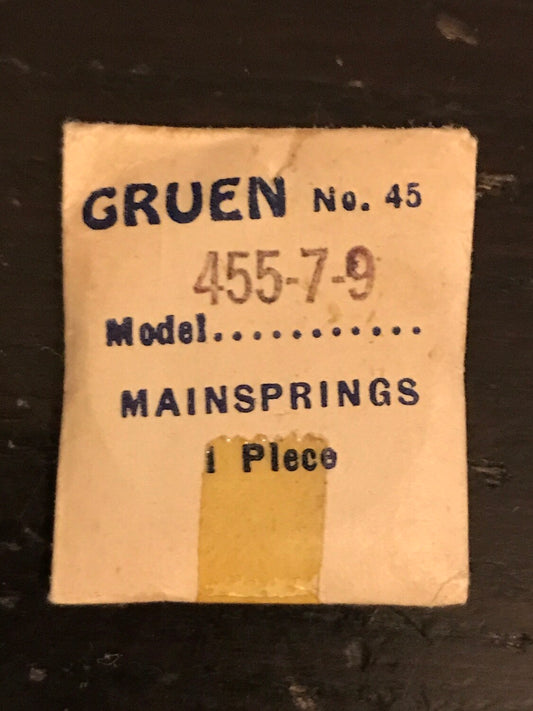 GRUEN No. 45
455-7-9
Model............
MAINSPRINGS
1 Piece